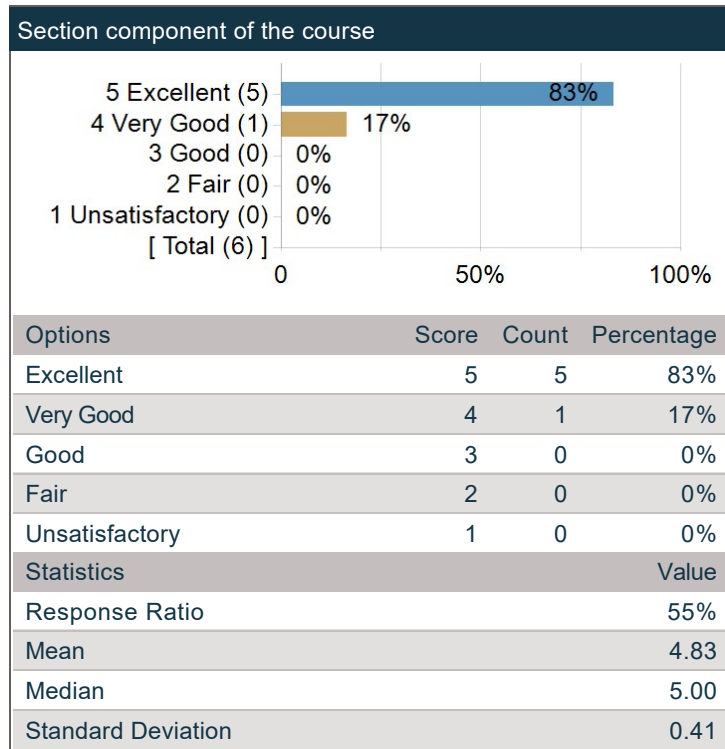 Section component of the course
5 Excellent (5) 83%
4 Very Good (1) 17%
3 Good (0) 0%
2 Fair (0) 0%
1 Unsatisfactory (0) 0%
[ Total (6) ]
0 50% 100%
Options Score Count Percentage
Excellent 5 5 83%
Very Good 4 1 17%
Good 3 0 0%
Fair 2 0 0%
Unsatisfactory 1 0 0%
Statistics Value
Response Ratio 55%
Mean 4.83
Median 5.00
Standard Deviation 0.41